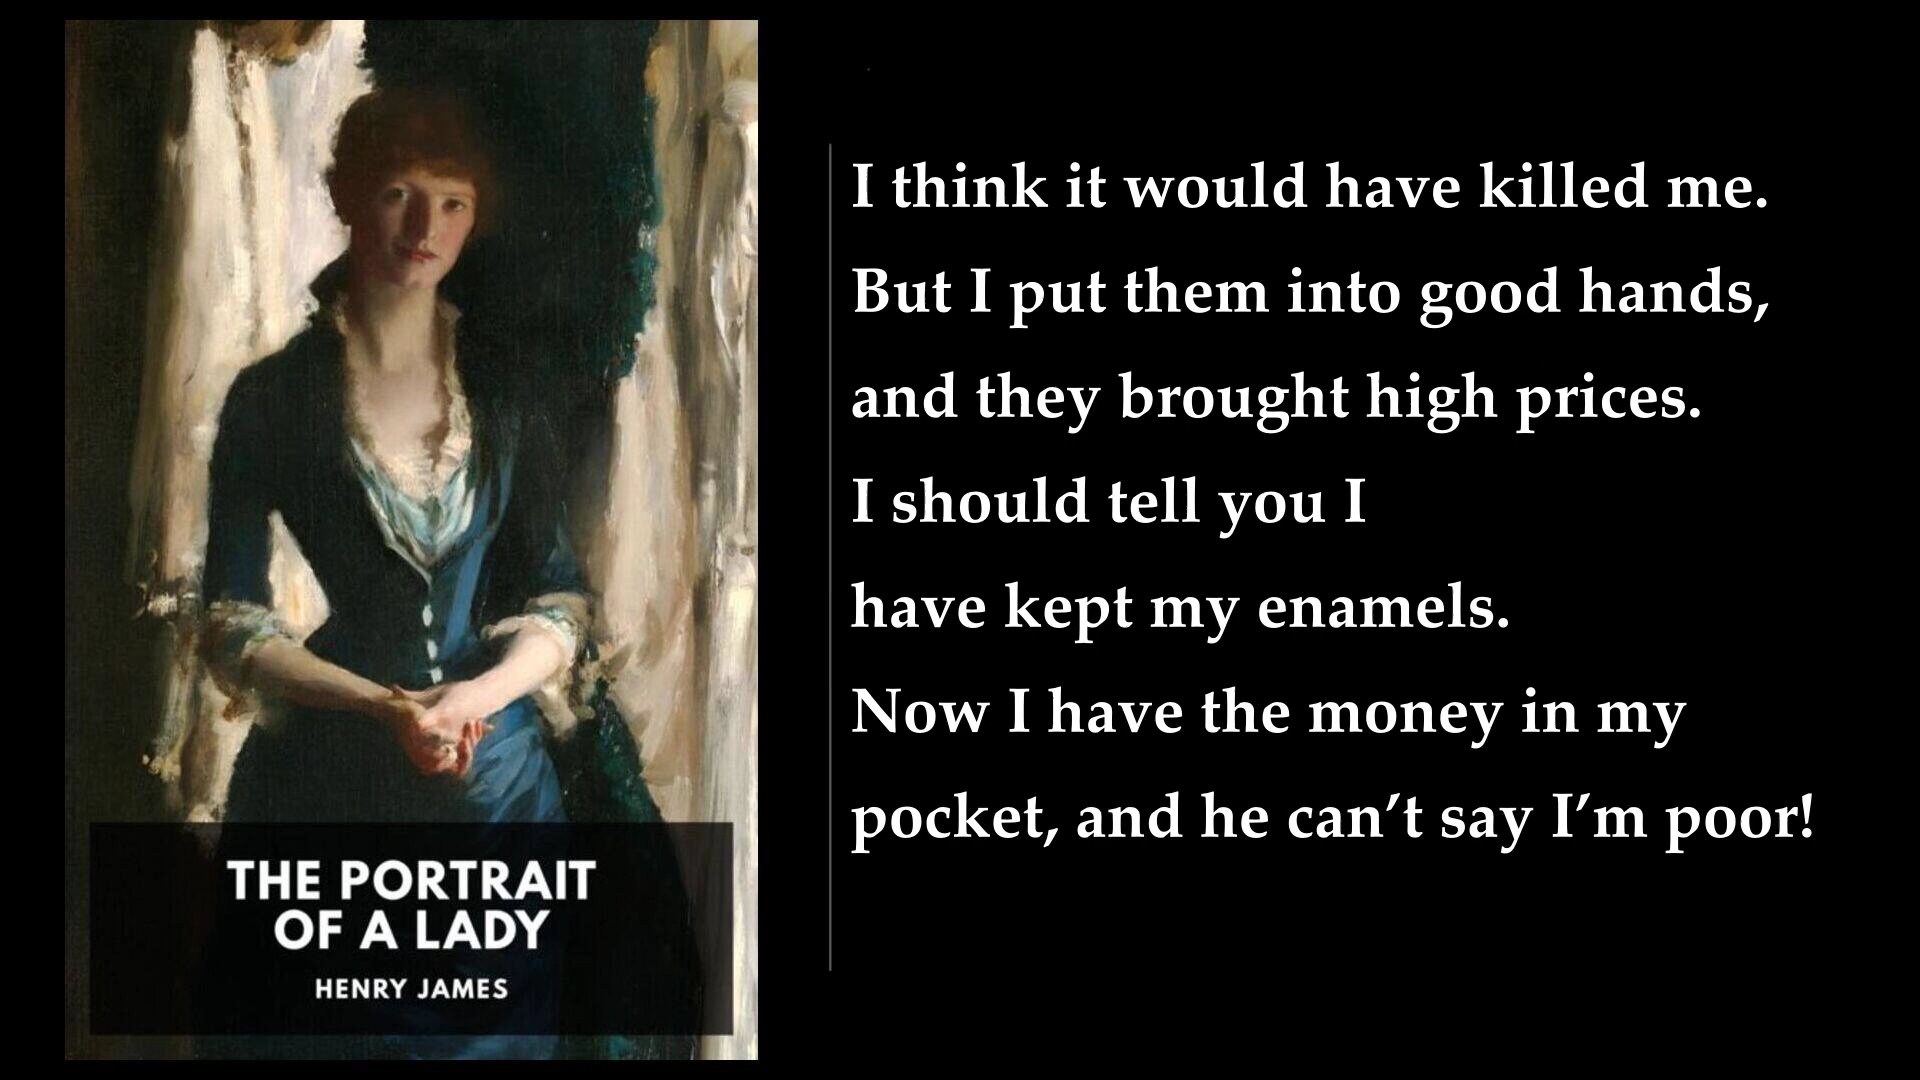 THE PORTRAIT
OF A LADY
HENRY JAMES
I think it would have killed me.
But I put them into good hands,
and they brought high prices.
I should tell you I
have kept my enamels.
Now I have the money in my
pocket, and he can’t say I’m poor!